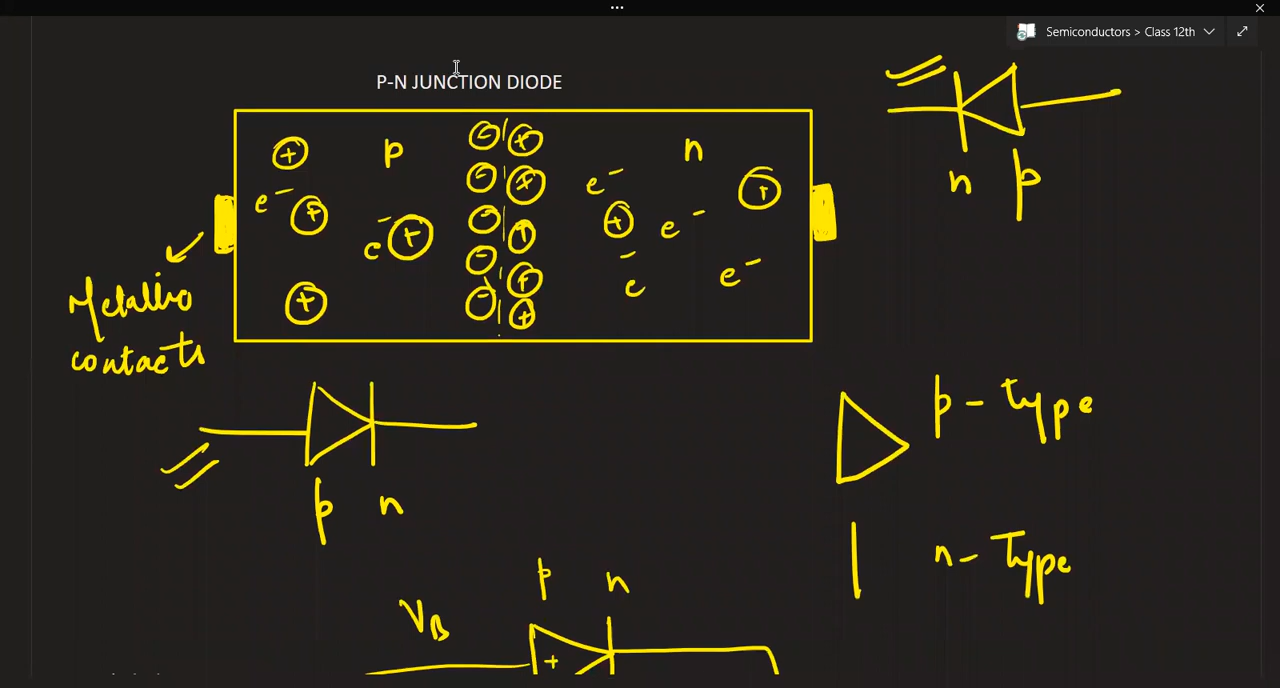 Semiconductors > Class 12th
P-N JUNCTION DIODE
+ p - + n
e⁻ + - + e⁻ + +
e⁻ + - + e⁻
+ - + e⁻ e⁻
- +
n p
Metallic
contacts
p - Type
p n
n - Type
p n
V_B
+